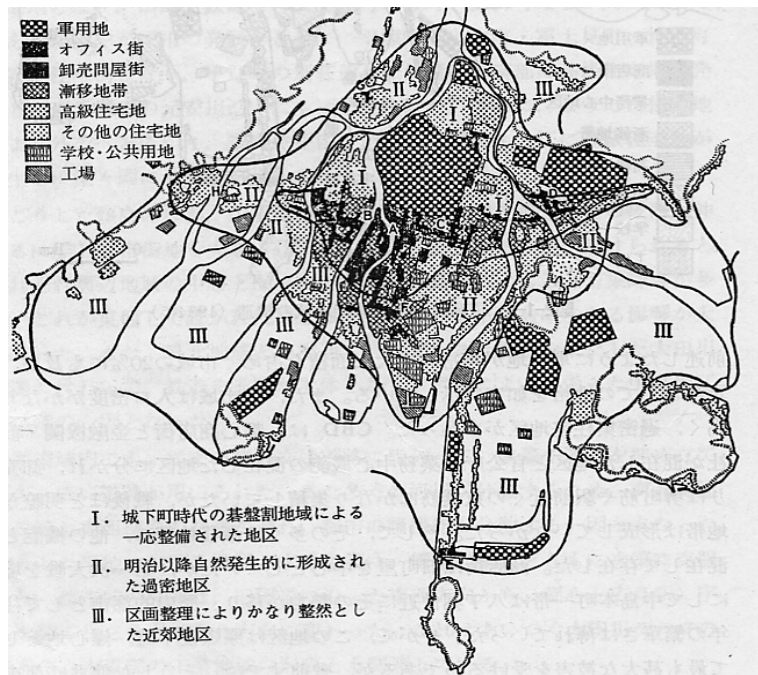 軍用地
オフィス街
卸売問屋街
漸移地帯
高級住宅地
その他の住宅地
学校・公共用地
工場
II
III
I
I
II
II
I
II
B
A
C
III
II
III
III
III
III
III
I. 城下町時代の碁盤割地域による
一応整備された地区
II. 明治以降自然発生的に形成され
た過密地区
III. 区画整理によりかなり整然とし
た近郊地区